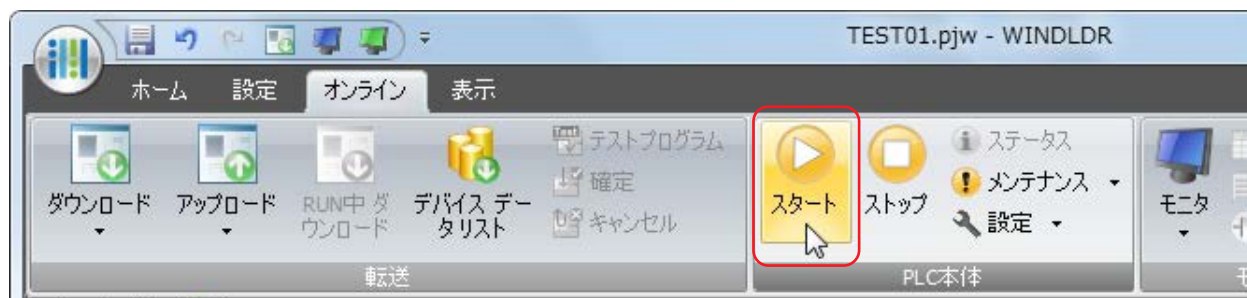 TEST01.pjw - WINDLDR
ホーム 設定 オンライン 表示
ダウンロード
アップロード
RUN中 ダ
ウンロード
デバイス デー
タリスト
テストプログラム
確定
キャンセル
転送
スタート
ストップ
ステータス
メンテナンス
設定
PLC本体
モニタ